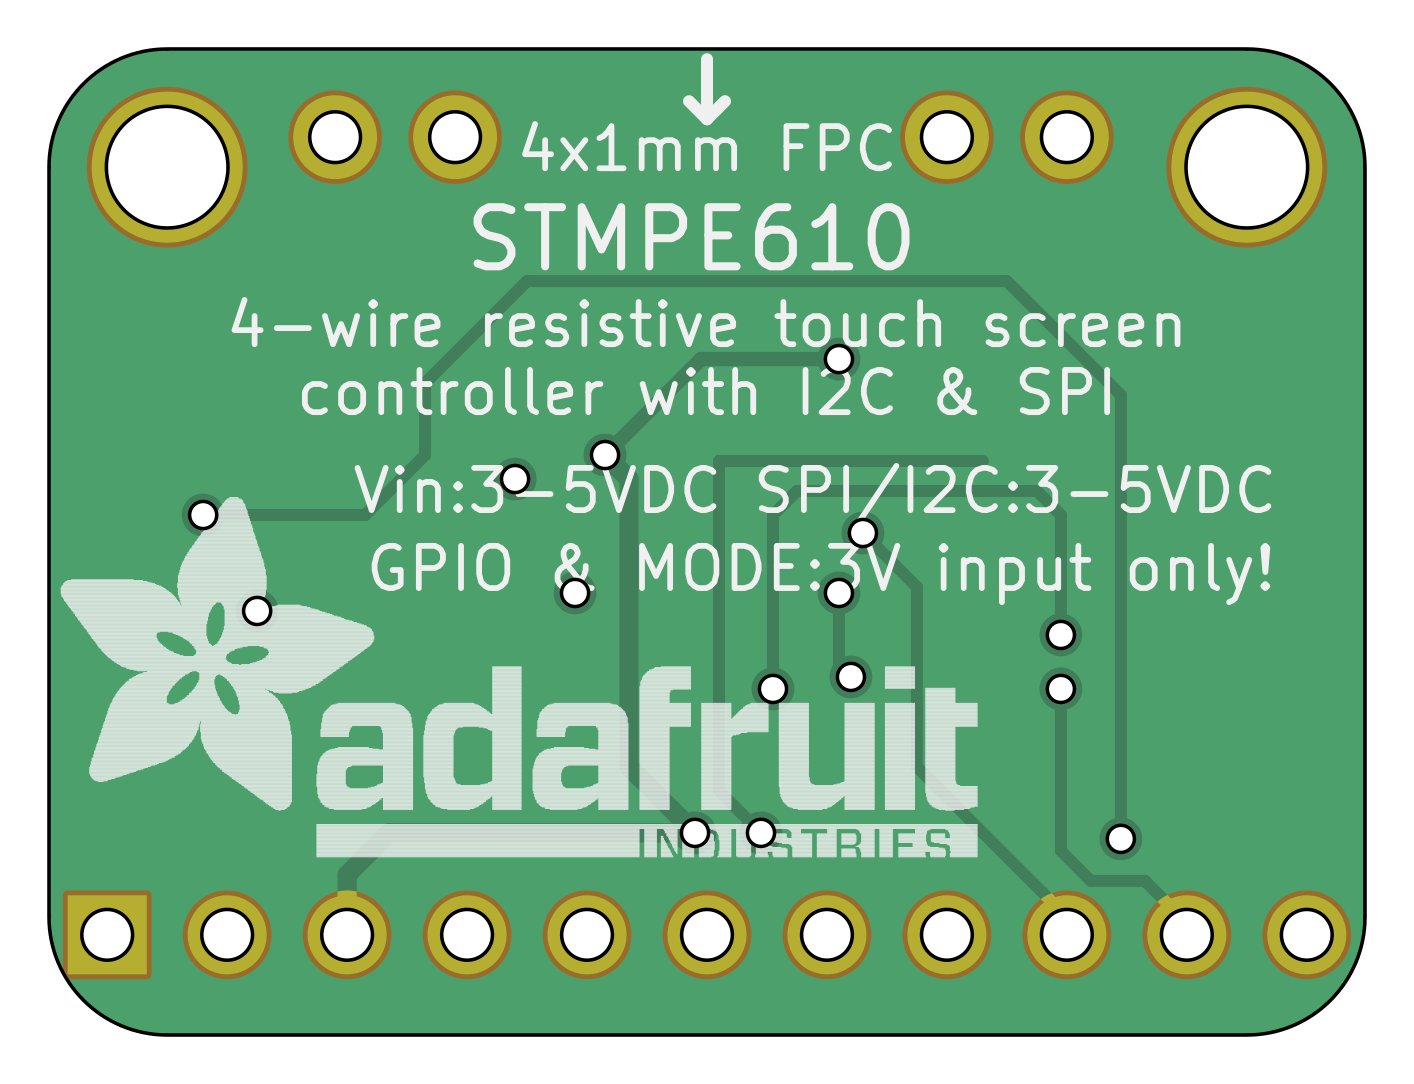 4x1mm FPC
STMPE610
4-wire resistive touch screen
controller with I2C & SPI
Vin:3-5VDC SPI/I2C:3-5VDC
GPIO & MODE:3V input only!
adafruit
INDUSTRIES